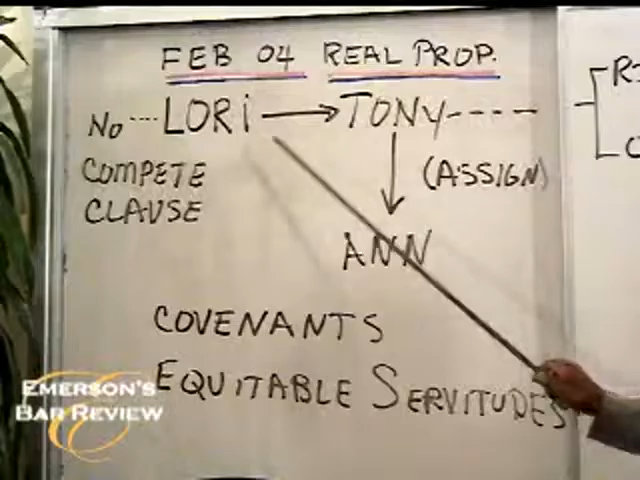 FEB 04 REAL PROP.
No ---- LORi → TONY -----
COMPETE
CLAUSE
(ASSIGN)
ANN
COVENANTS
EQUITABLE SERVITUDES
EMERSON'S
BAR REVIEW